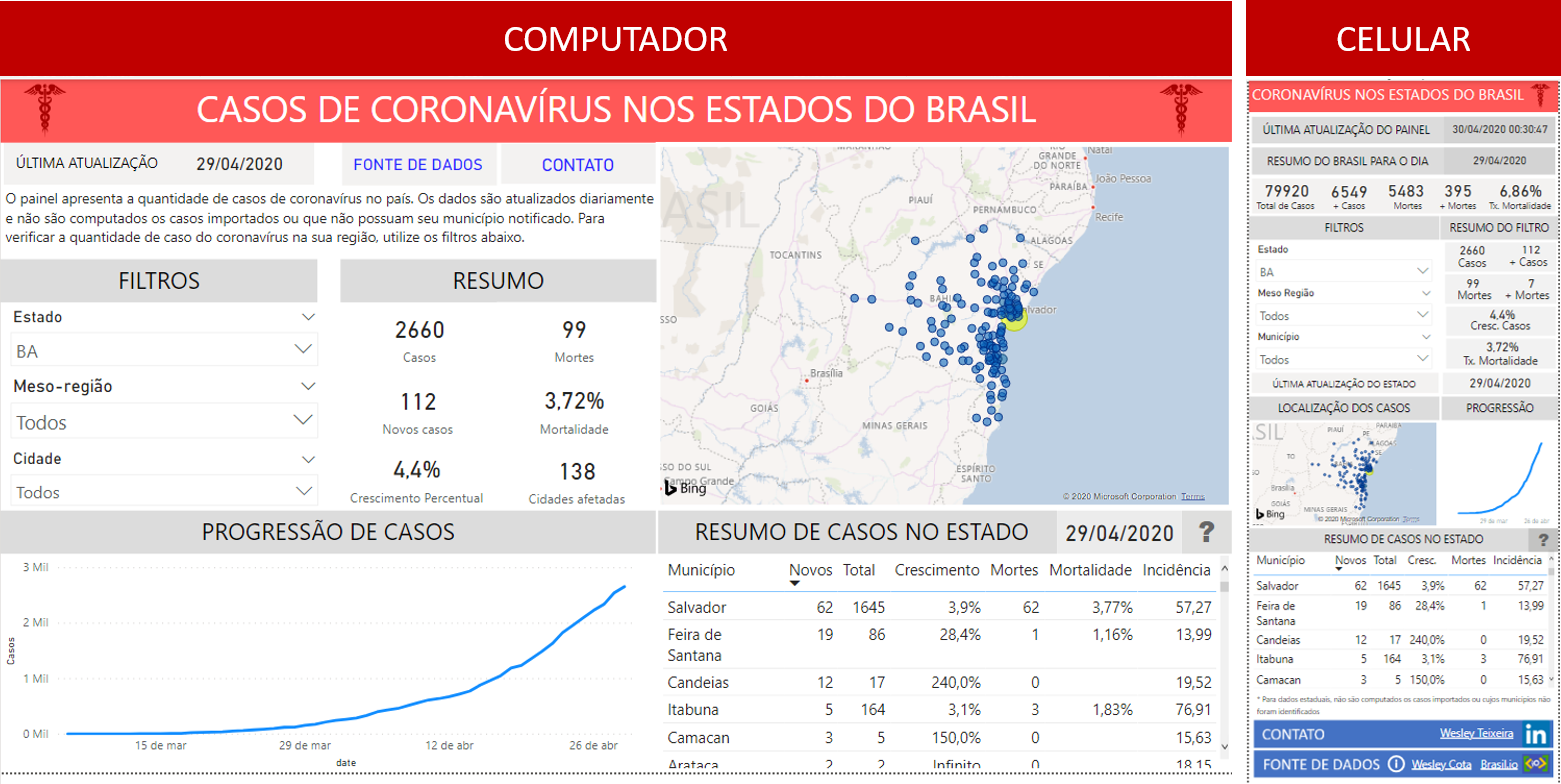 COMPUTADOR
CASOS DE CORONAVÍRUS NOS ESTADOS DO BRASIL
ÚLTIMA ATUALIZAÇÃO 29/04/2020 FONTE DE DADOS CONTATO
O painel apresenta a quantidade de casos de coronavírus no país. Os dados são atualizados diariamente
e não são computados os casos importados ou que não possuam seu município notificado. Para
verificar a quantidade de caso do coronavírus na sua região, utilize os filtros abaixo.
FILTROS
Estado
BA
Meso-região
Todos
Cidade
Todos
RESUMO
2660 99
Casos Mortes
112 3,72%
Novos casos Mortalidade
4,4% 138
Crescimento Percentual Cidades afetadas
MARANHÃO
RIO GRANDE DO NORTE
Natal
PARAÍBA
João Pessoa
PIAUÍ
PERNAMBUCO
Recife
ALAGOAS
SE
TOCANTINS
BAHIA
Salvador
Brasília
GOIÁS
MINAS GERAIS
ESPÍRITO
SANTO
SSO DO SUL
Campo Grande
Bing
© 2020 Microsoft Corporation Terms
PROGRESSÃO DE CASOS
3 Mil
2 Mil
1 Mil
0 Mil
Casos
15 de mar 29 de mar 12 de abr 26 de abr
date
RESUMO DE CASOS NO ESTADO 29/04/2020 ?
Município Novos Total Crescimento Mortes Mortalidade Incidência
Salvador 62 1645 3,9% 62 3,77% 57,27
Feira de 19 86 28,4% 1 1,16% 13,99
Santana
Candeias 12 17 240,0% 0 19,52
Itabuna 5 164 3,1% 3 1,83% 76,91
Camacan 3 5 150,0% 0 15,63
Arataca 2 2 Infinito 0 18,15
CELULAR
CORONAVÍRUS NOS ESTADOS DO BRASIL
ÚLTIMA ATUALIZAÇÃO DO PAINEL 30/04/2020 00:30:47
RESUMO DO BRASIL PARA O DIA 29/04/2020
79920 6549 5483 395 6,86%
Total de Casos + Casos Mortes + Mortes Tx. Mortalidade
FILTROS RESUMO DO FILTRO
Estado
BA
Meso Região
Todos
Município
Todos
2660 112
Casos + Casos
99 7
Mortes + Mortes
4,4%
Cresc. Casos
3,72%
Tx. Mortalidade
ÚLTIMA ATUALIZAÇÃO DO ESTADO 29/04/2020
LOCALIZAÇÃO DOS CASOS PROGRESSÃO
SIL
PIAUÍ
PARAÍBA
PE
ALAGOAS
SE
TO
Brasília
GOIÁS
MINAS GERAIS
Bing
© 2020 Microsoft Corporation Terms
29 de mar 26 de abr
RESUMO DE CASOS NO ESTADO ?
Município Novos Total Cresc. Mortes Incidência
Salvador 62 1645 3,9% 62 57,27
Feira de 19 86 28,4% 1 13,99
Santana
Candeias 12 17 240,0% 0 19,52
Itabuna 5 164 3,1% 3 76,91
Camacan 3 5 150,0% 0 15,63
* Para dados estaduais, não são computados os casos importados ou cujos municípios não
foram identificados
CONTATO Wesley Teixeira in
FONTE DE DADOS Wesley Cota Brasil.io